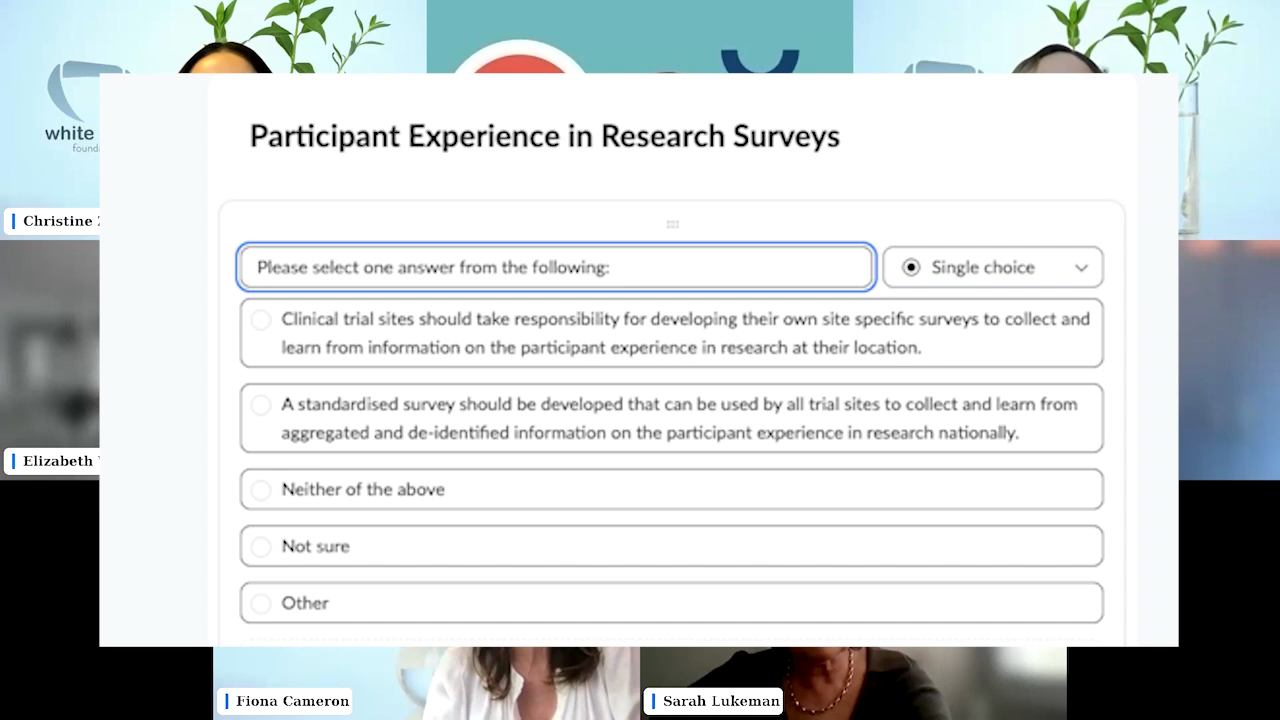 white
Participant Experience in Research Surveys
Christine
Please select one answer from the following:
Single choice
Clinical trial sites should take responsibility for developing their own site specific surveys to collect and
learn from information on the participant experience in research at their location.
A standardised survey should be developed that can be used by all trial sites to collect and learn from
aggregated and de-identified information on the participant experience in research nationally.
Elizabeth
Neither of the above
Not sure
Other
Fiona Cameron
Sarah Lukeman